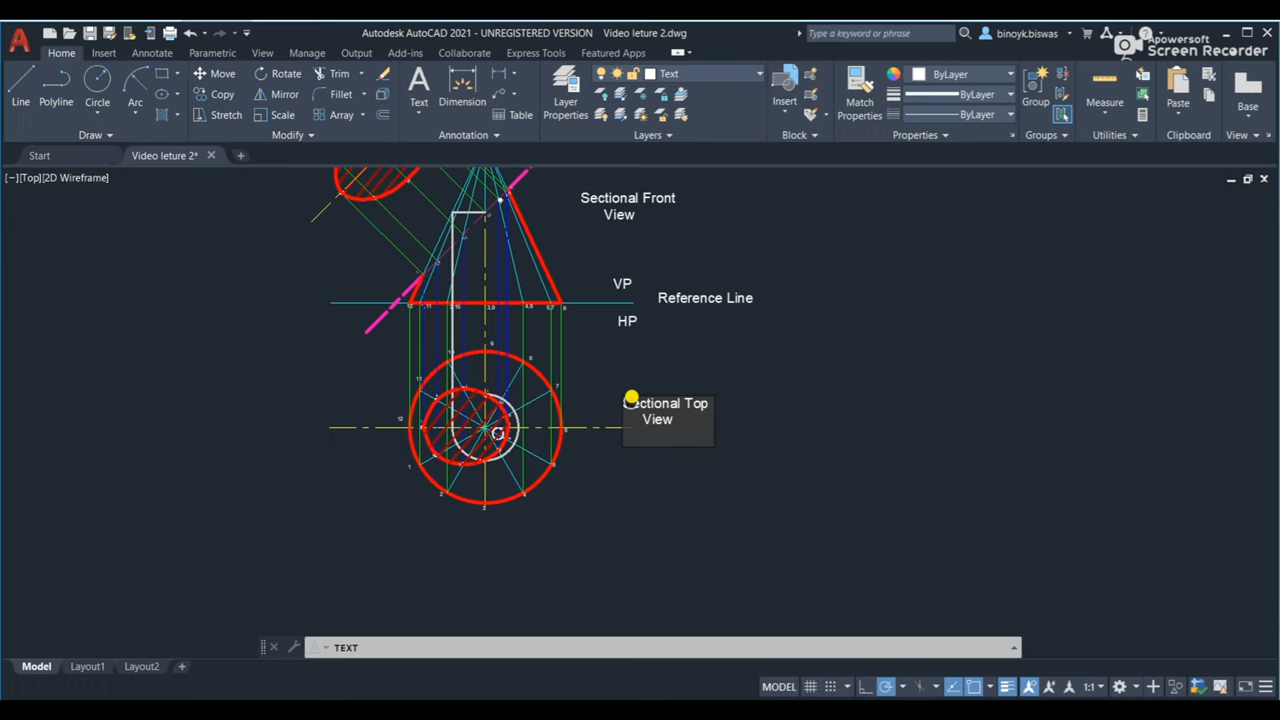 Autodesk AutoCAD 2021 - UNREGISTERED VERSION
Video leture 2.dwg
Type a keyword or phrase
binoyk.biswas
Apowersoft
Screen Recorder
Home
Insert
Annotate
Parametric
View
Manage
Output
Add-ins
Collaborate
Express Tools
Featured Apps
Line
Polyline
Circle
Arc
Move
Rotate
Trim
Copy
Mirror
Fillet
Stretch
Scale
Array
Text
Dimension
Table
Layer
Properties
Text
Insert
Match
Properties
ByLayer
ByLayer
ByLayer
Group
Measure
Paste
Base
Draw
Modify
Annotation
Layers
Block
Properties
Groups
Utilities
Clipboard
View
Start
Video leture 2*
[−][Top][2D Wireframe]
Sectional Front
View
VP
Reference Line
HP
Sectional Top
View
TEXT
Model
Layout1
Layout2
MODEL
1:1